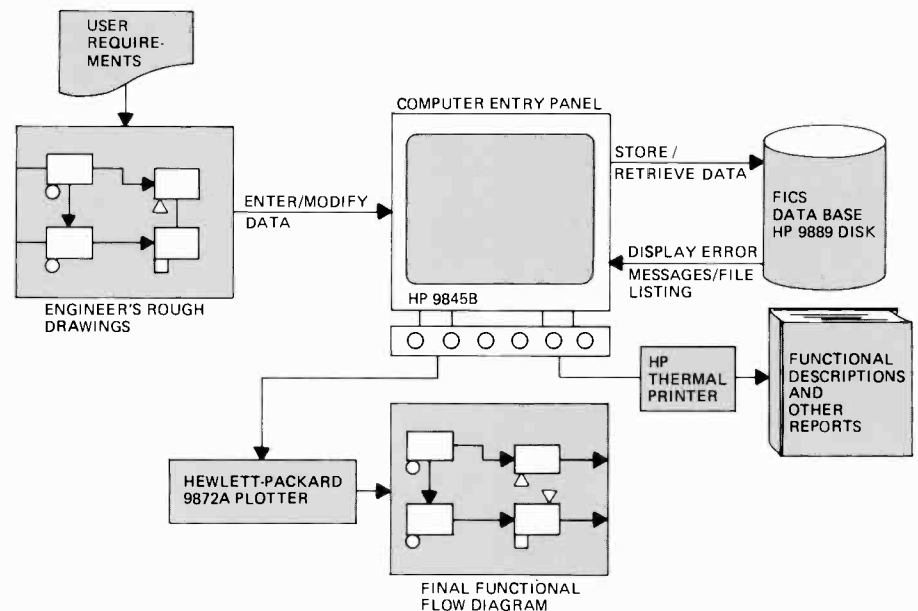 USER
REQUIRE-
MENTS
COMPUTER ENTRY PANEL
STORE /
RETRIEVE DATA
ENTER/MODIFY
DATA
FICS
DATA BASE
HP 9889 DISK
DISPLAY ERROR
MESSAGES/FILE
LISTING
HP 9845B
ENGINEER'S ROUGH
DRAWINGS
HP
THERMAL
PRINTER
FUNCTIONAL
DESCRIPTIONS
AND
OTHER
REPORTS
HEWLETT-PACKARD
9872A PLOTTER
FINAL FUNCTIONAL
FLOW DIAGRAM